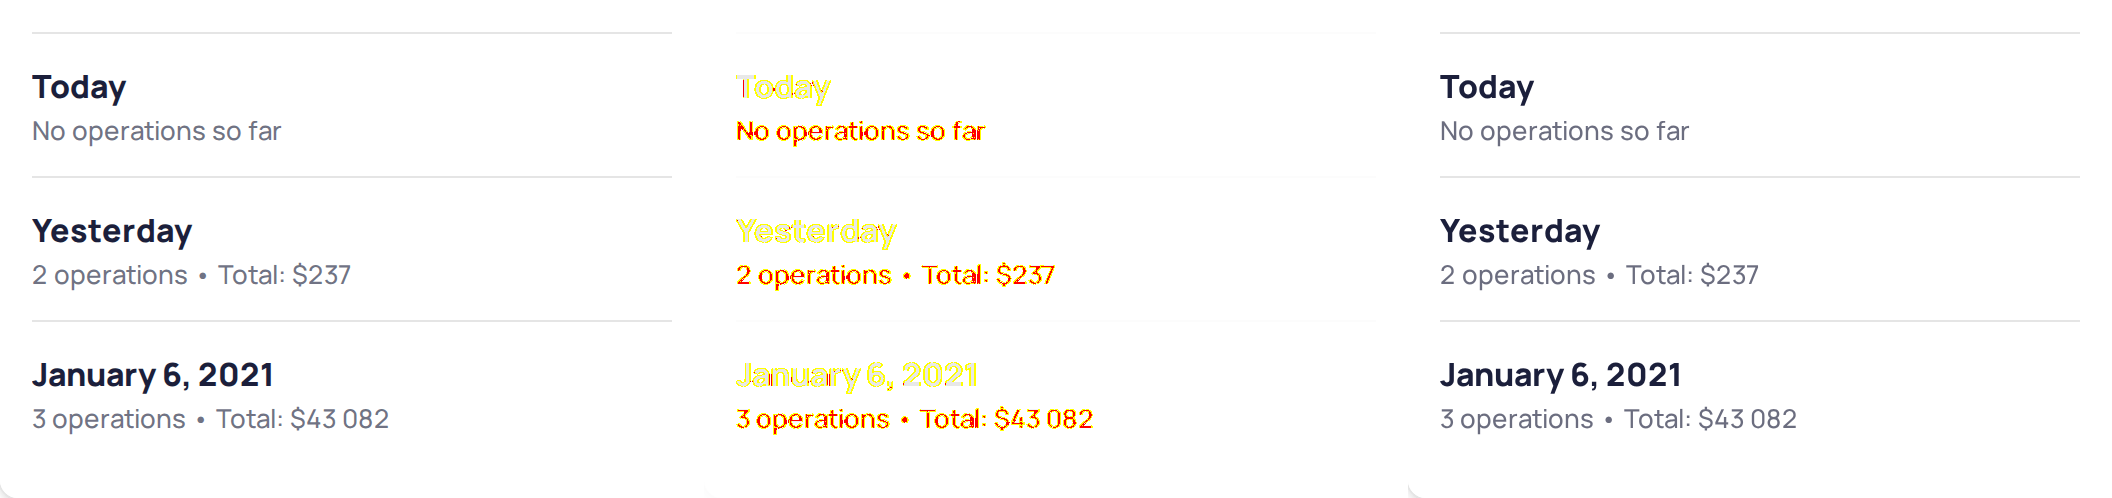 Today
No operations so far
Yesterday
2 operations • Total: $237
January 6, 2021
3 operations • Total: $43 082
Today
No operations so far
Yesterday
2 operations • Total: $237
January 6, 2021
3 operations • Total: $43 082
Today
No operations so far
Yesterday
2 operations • Total: $237
January 6, 2021
3 operations • Total: $43 082